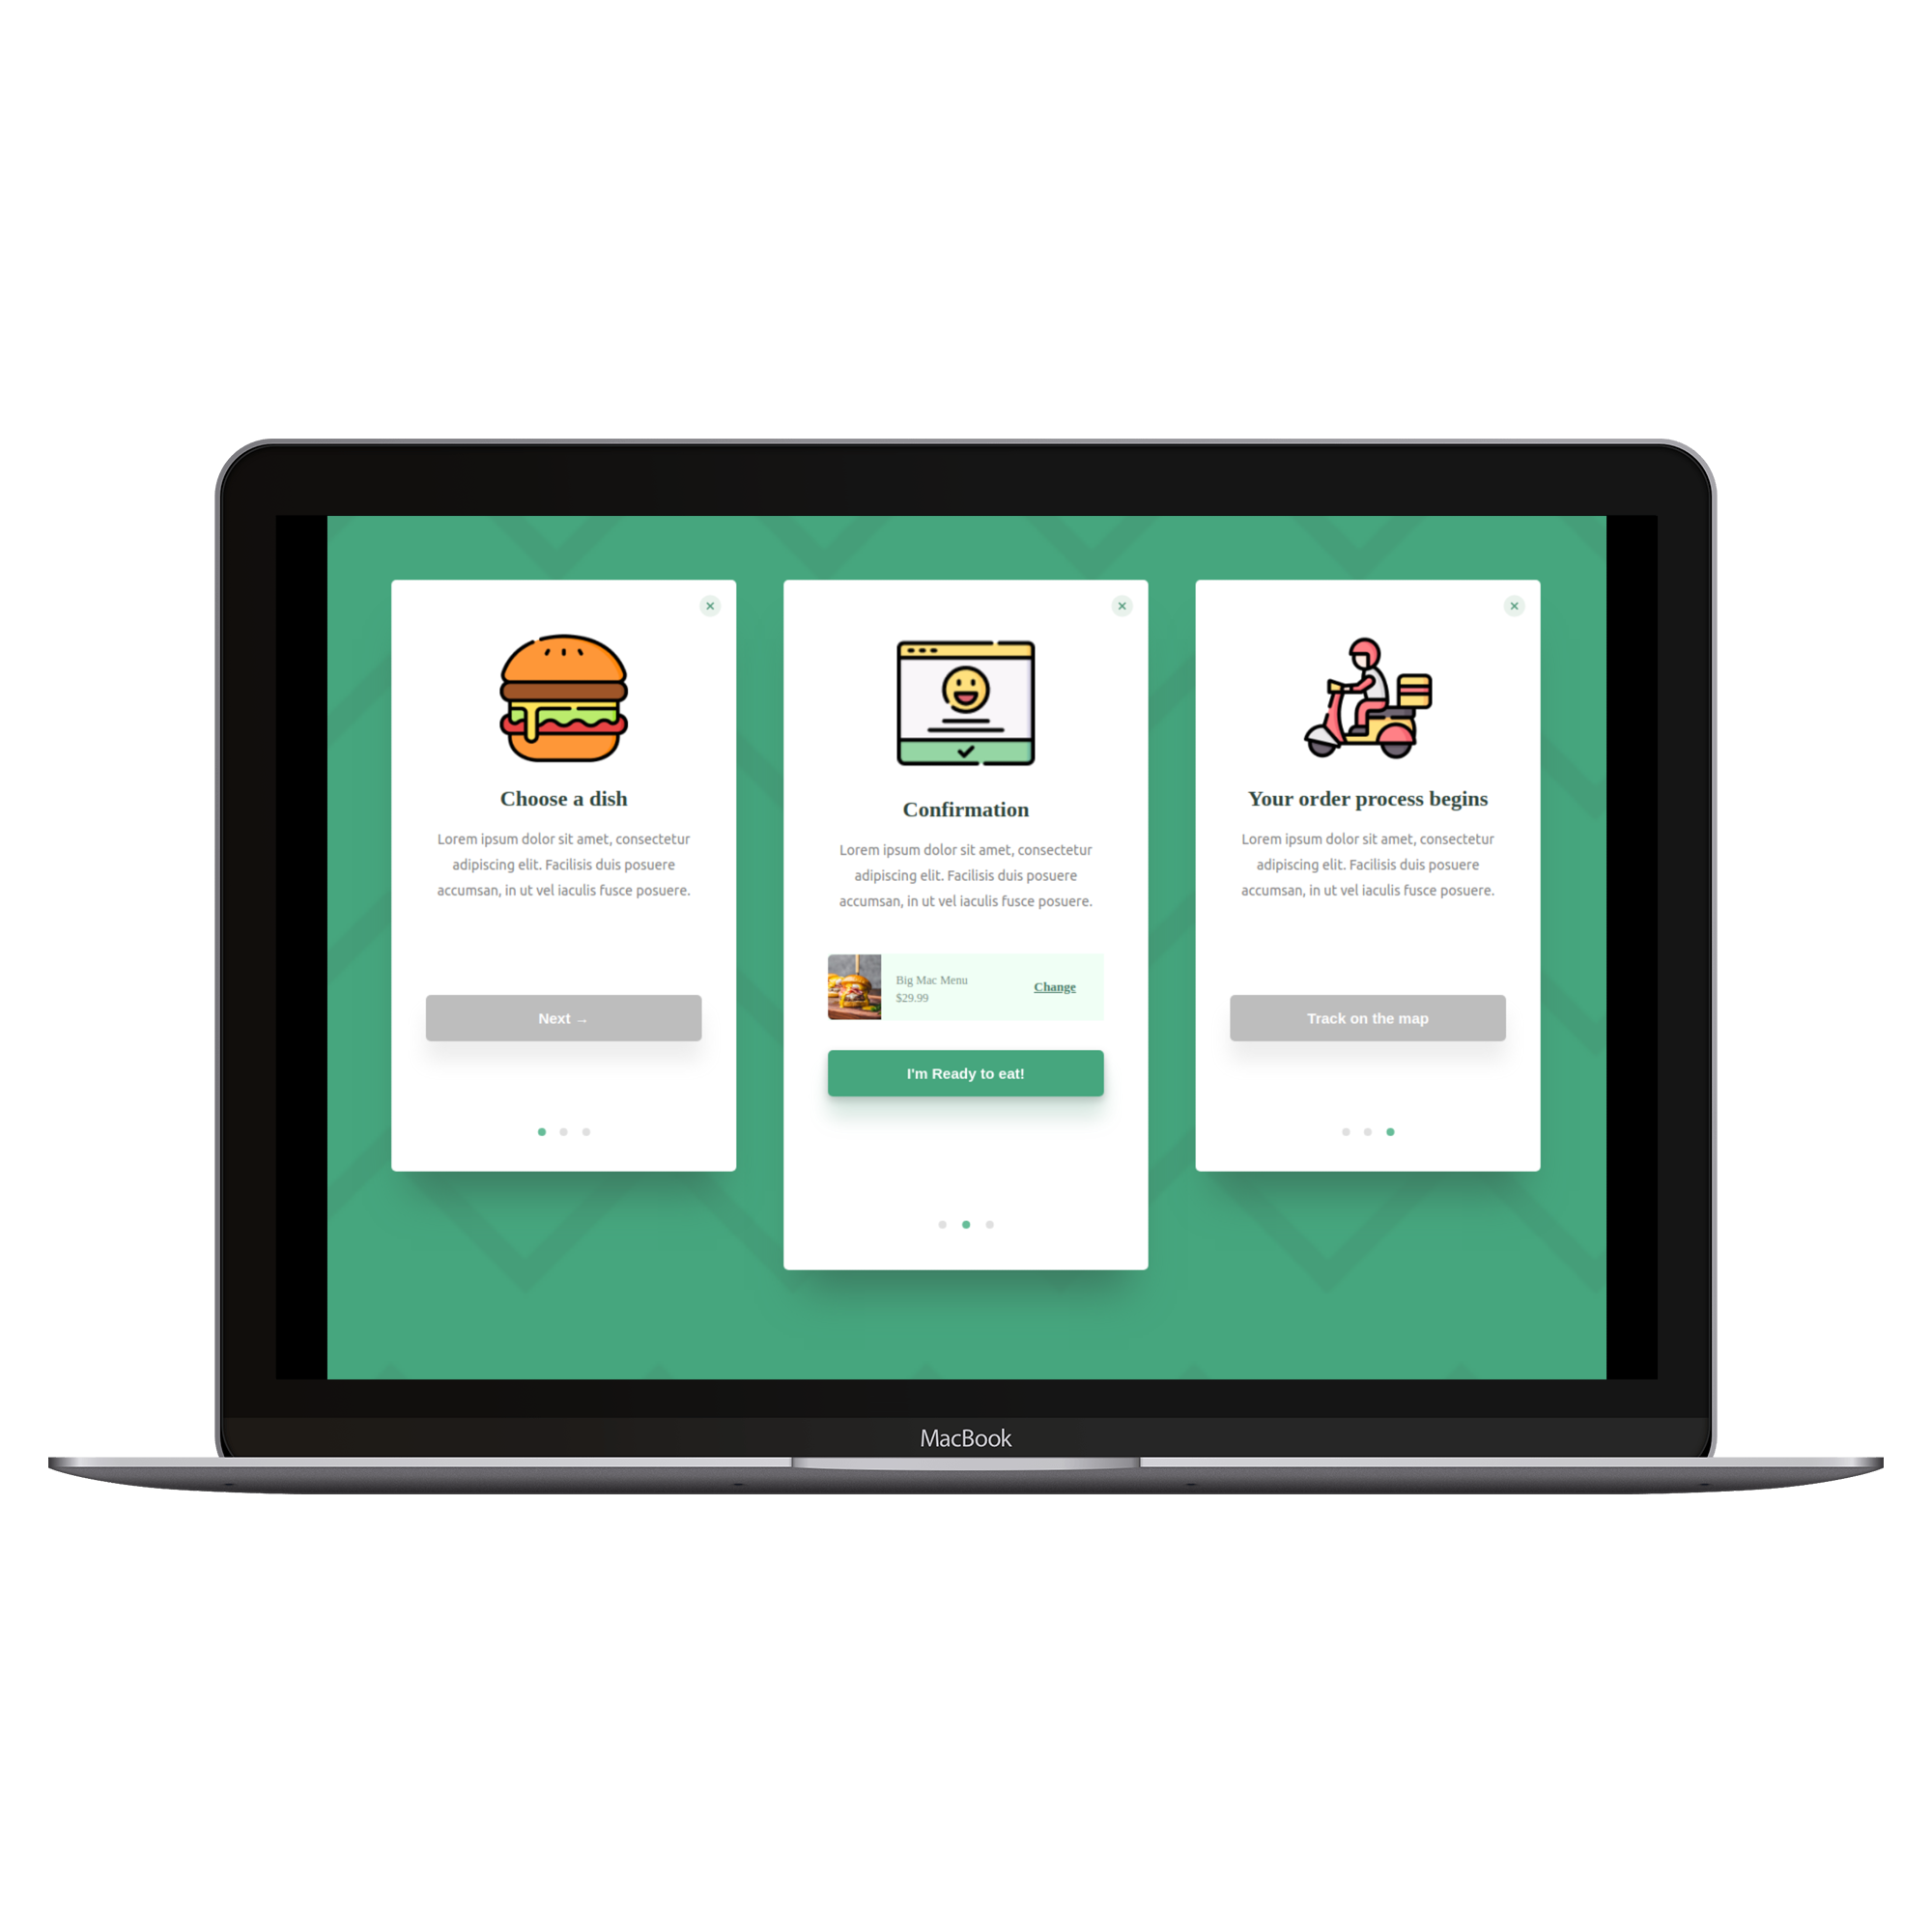 Choose a dish
Lorem ipsum dolor sit amet, consectetur
adipiscing elit. Facilisis duis posuere
accumsan, in ut vel iaculis fusce posuere.
Next →
Confirmation
Lorem ipsum dolor sit amet, consectetur
adipiscing elit. Facilisis duis posuere
accumsan, in ut vel iaculis fusce posuere.
Big Mac Menu
$29.99
Change
I'm Ready to eat!
Your order process begins
Lorem ipsum dolor sit amet, consectetur
adipiscing elit. Facilisis duis posuere
accumsan, in ut vel iaculis fusce posuere.
Track on the map
MacBook